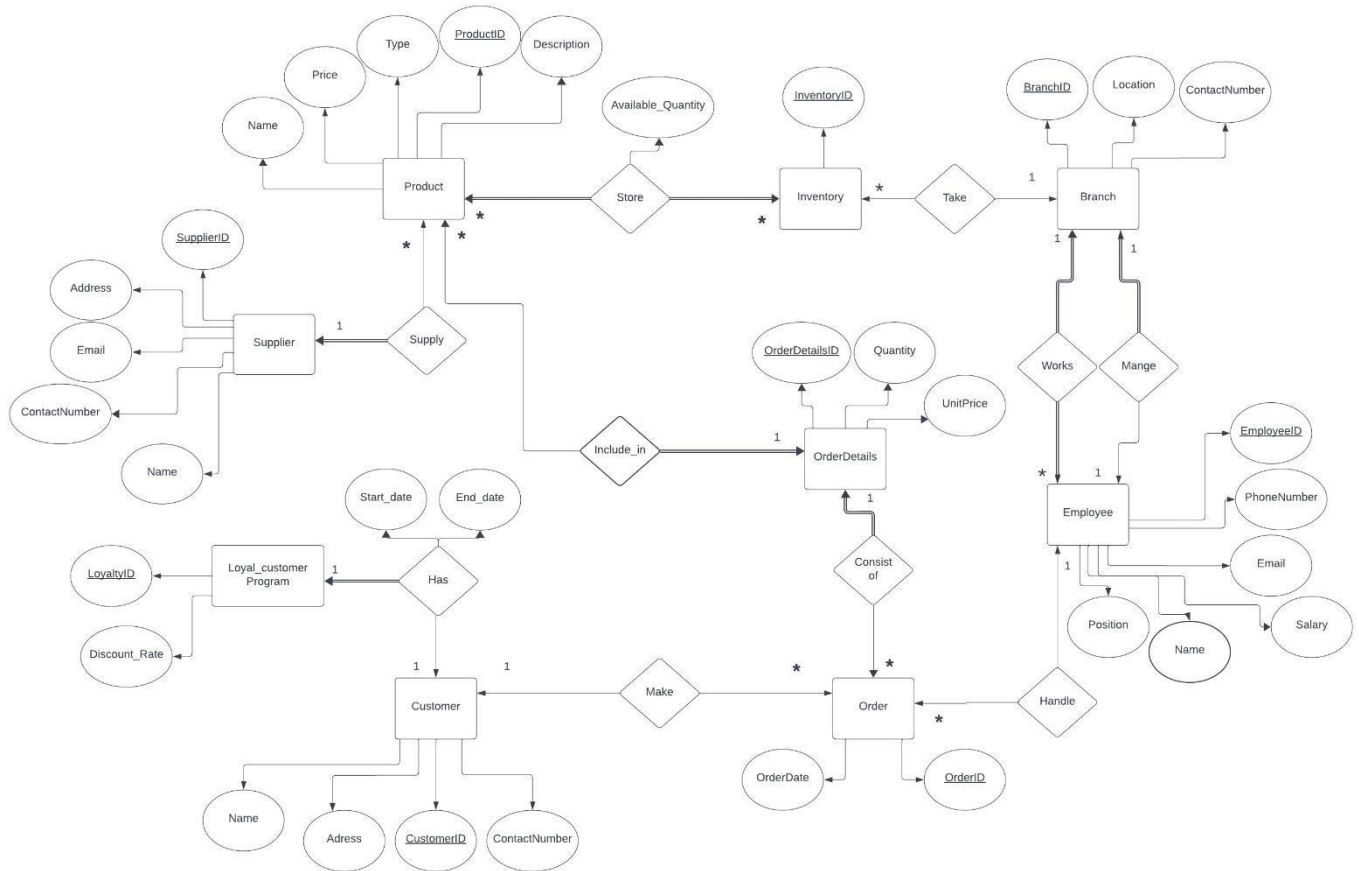 Type
ProductID
Description
Price
Name
Available_Quantity
InventoryID
BranchID
Location
ContactNumber
Product
*
*
Store
*
Inventory
*
Take
1
Branch
1
1
*
SupplierID
Address
Email
ContactNumber
Name
Supplier
1
Supply
OrderDetailsID
Quantity
UnitPrice
Works
Mange
Include_in
1
OrderDetails
1
EmployeeID
PhoneNumber
Email
Salary
Name
Position
*
1
Employee
1
Start_date
End_date
LoyaltyID
Discount_Rate
Loyal_customer
Program
1
Has
Consist
of
1
1
Customer
Make
*
*
Order
*
Handle
OrderDate
OrderID
Name
Adress
CustomerID
ContactNumber